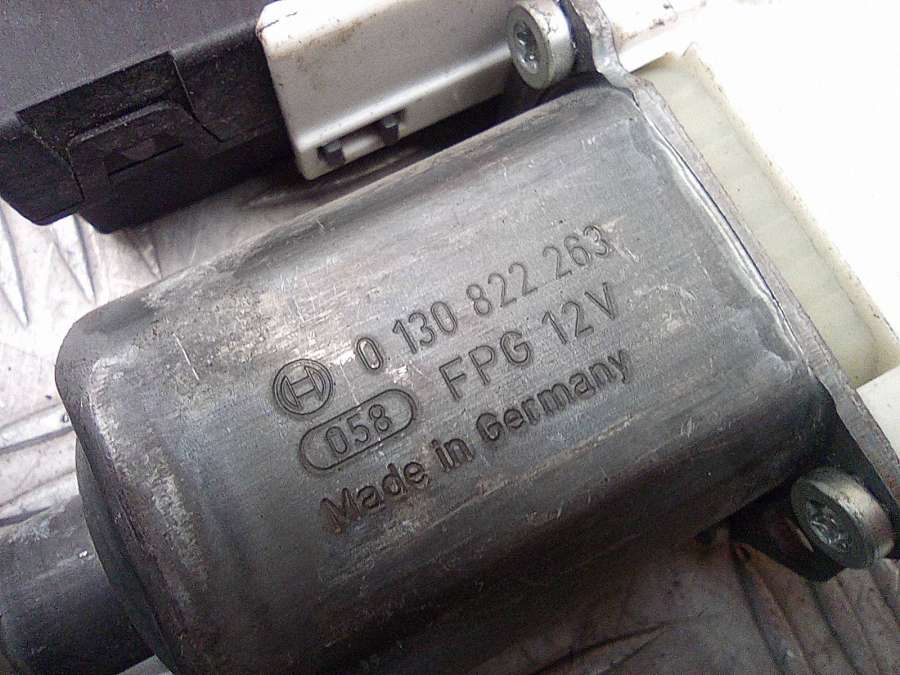 0 130 822 263
058 FPG 12V
Made in Germany